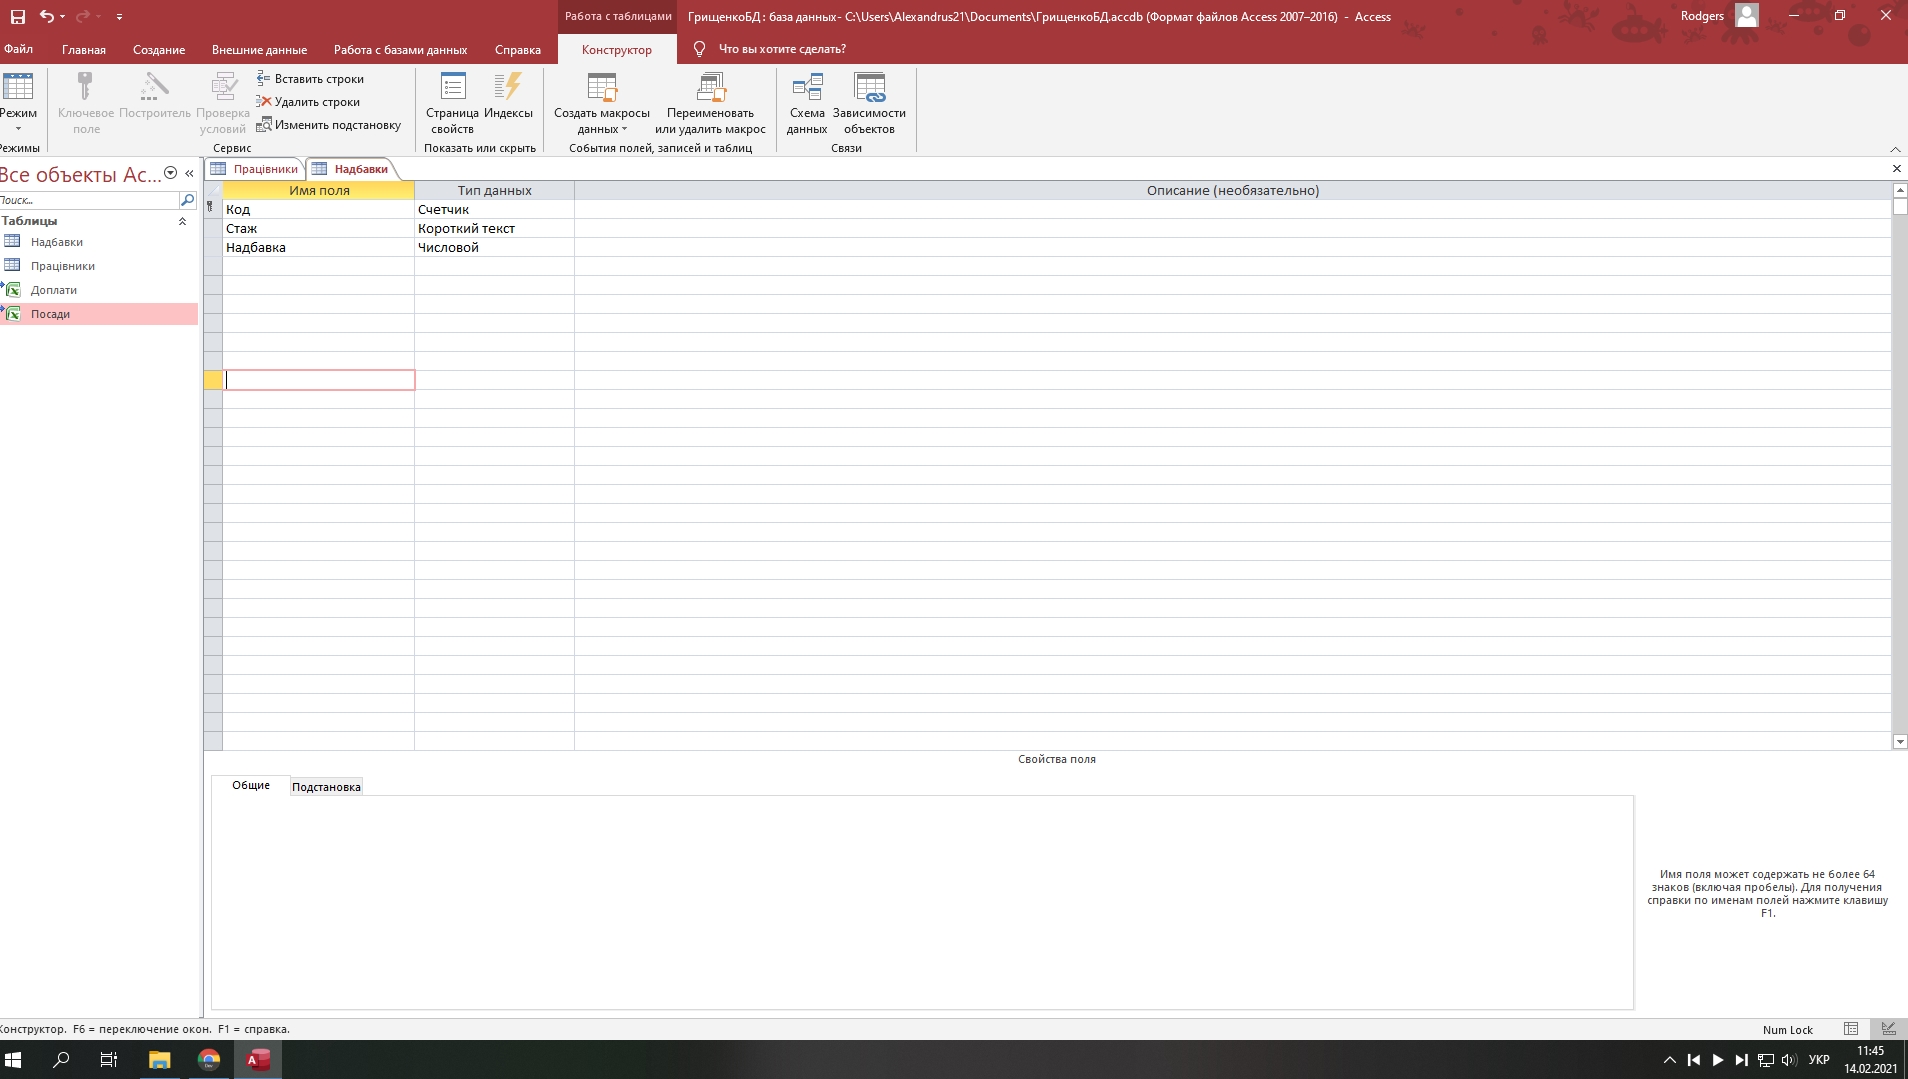 Работа с таблицами
ГрищенкоБД : база данных- C:\Users\Alexandrus21\Documents\ГрищенкоБД.accdb (Формат файлов Access 2007–2016) - Access
Rodgers
Файл
Главная
Создание
Внешние данные
Работа с базами данных
Справка
Конструктор
Что вы хотите сделать?
Режим
Ключевое поле
Построитель
Проверка условий
Вставить строки
Удалить строки
Изменить подстановку
Страница свойств
Индексы
Создать макросы данных
Переименовать или удалить макрос
Схема данных
Зависимости объекты
Режимы
Сервис
Показать или скрыть
События полей, записей и таблиц
Связи
Все объекты Ac...
Поиск...
Таблицы
Надбавки
Працівники
Доплати
Посади
Працівники
Надбавки
Имя поля
Тип данных
Описание (необязательно)
Код
Счетчик
Стаж
Короткий текст
Надбавка
Числовой
Свойства поля
Общие
Подстановка
Имя поля может содержать не более 64
знаков (включая пробелы). Для получения
справки по именам полей нажмите клавишу
F1.
Конструктор. F6 = переключение окон. F1 = справка.
Num Lock
УКР
11:45
14.02.2021